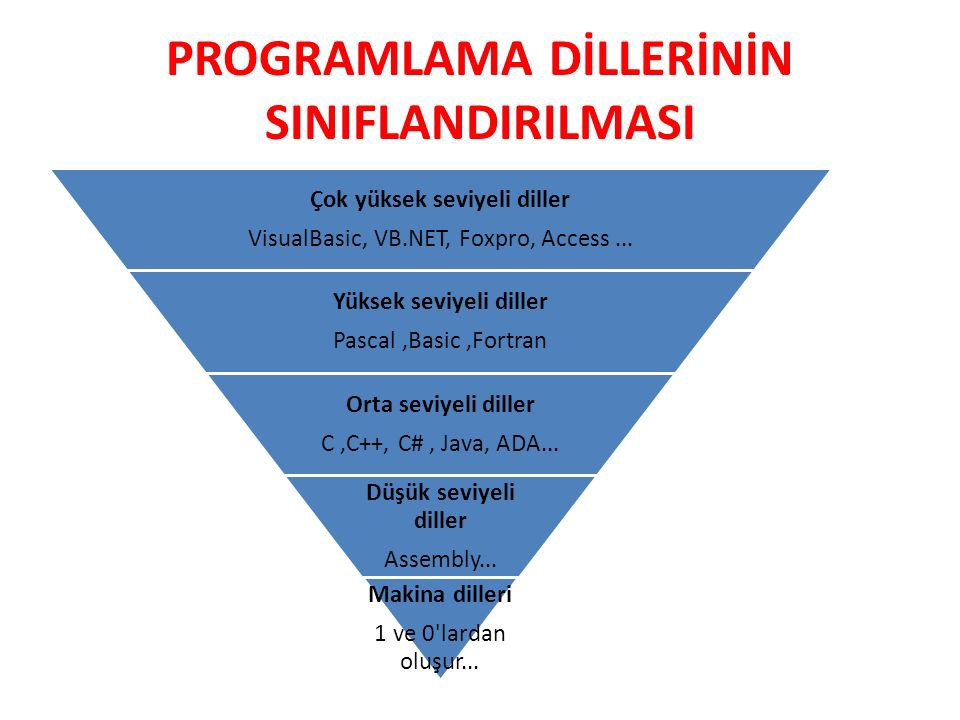 PROGRAMLAMA DİLLERİNİN
SINIFLANDIRILMASI
Çok yüksek seviyeli diller
VisualBasic, VB.NET, Foxpro, Access ...
Yüksek seviyeli diller
Pascal ,Basic ,Fortran
Orta seviyeli diller
C ,C++, C# , Java, ADA...
Düşük seviyeli
diller
Assembly...
Makina dilleri
1 ve 0'lardan
oluşur...